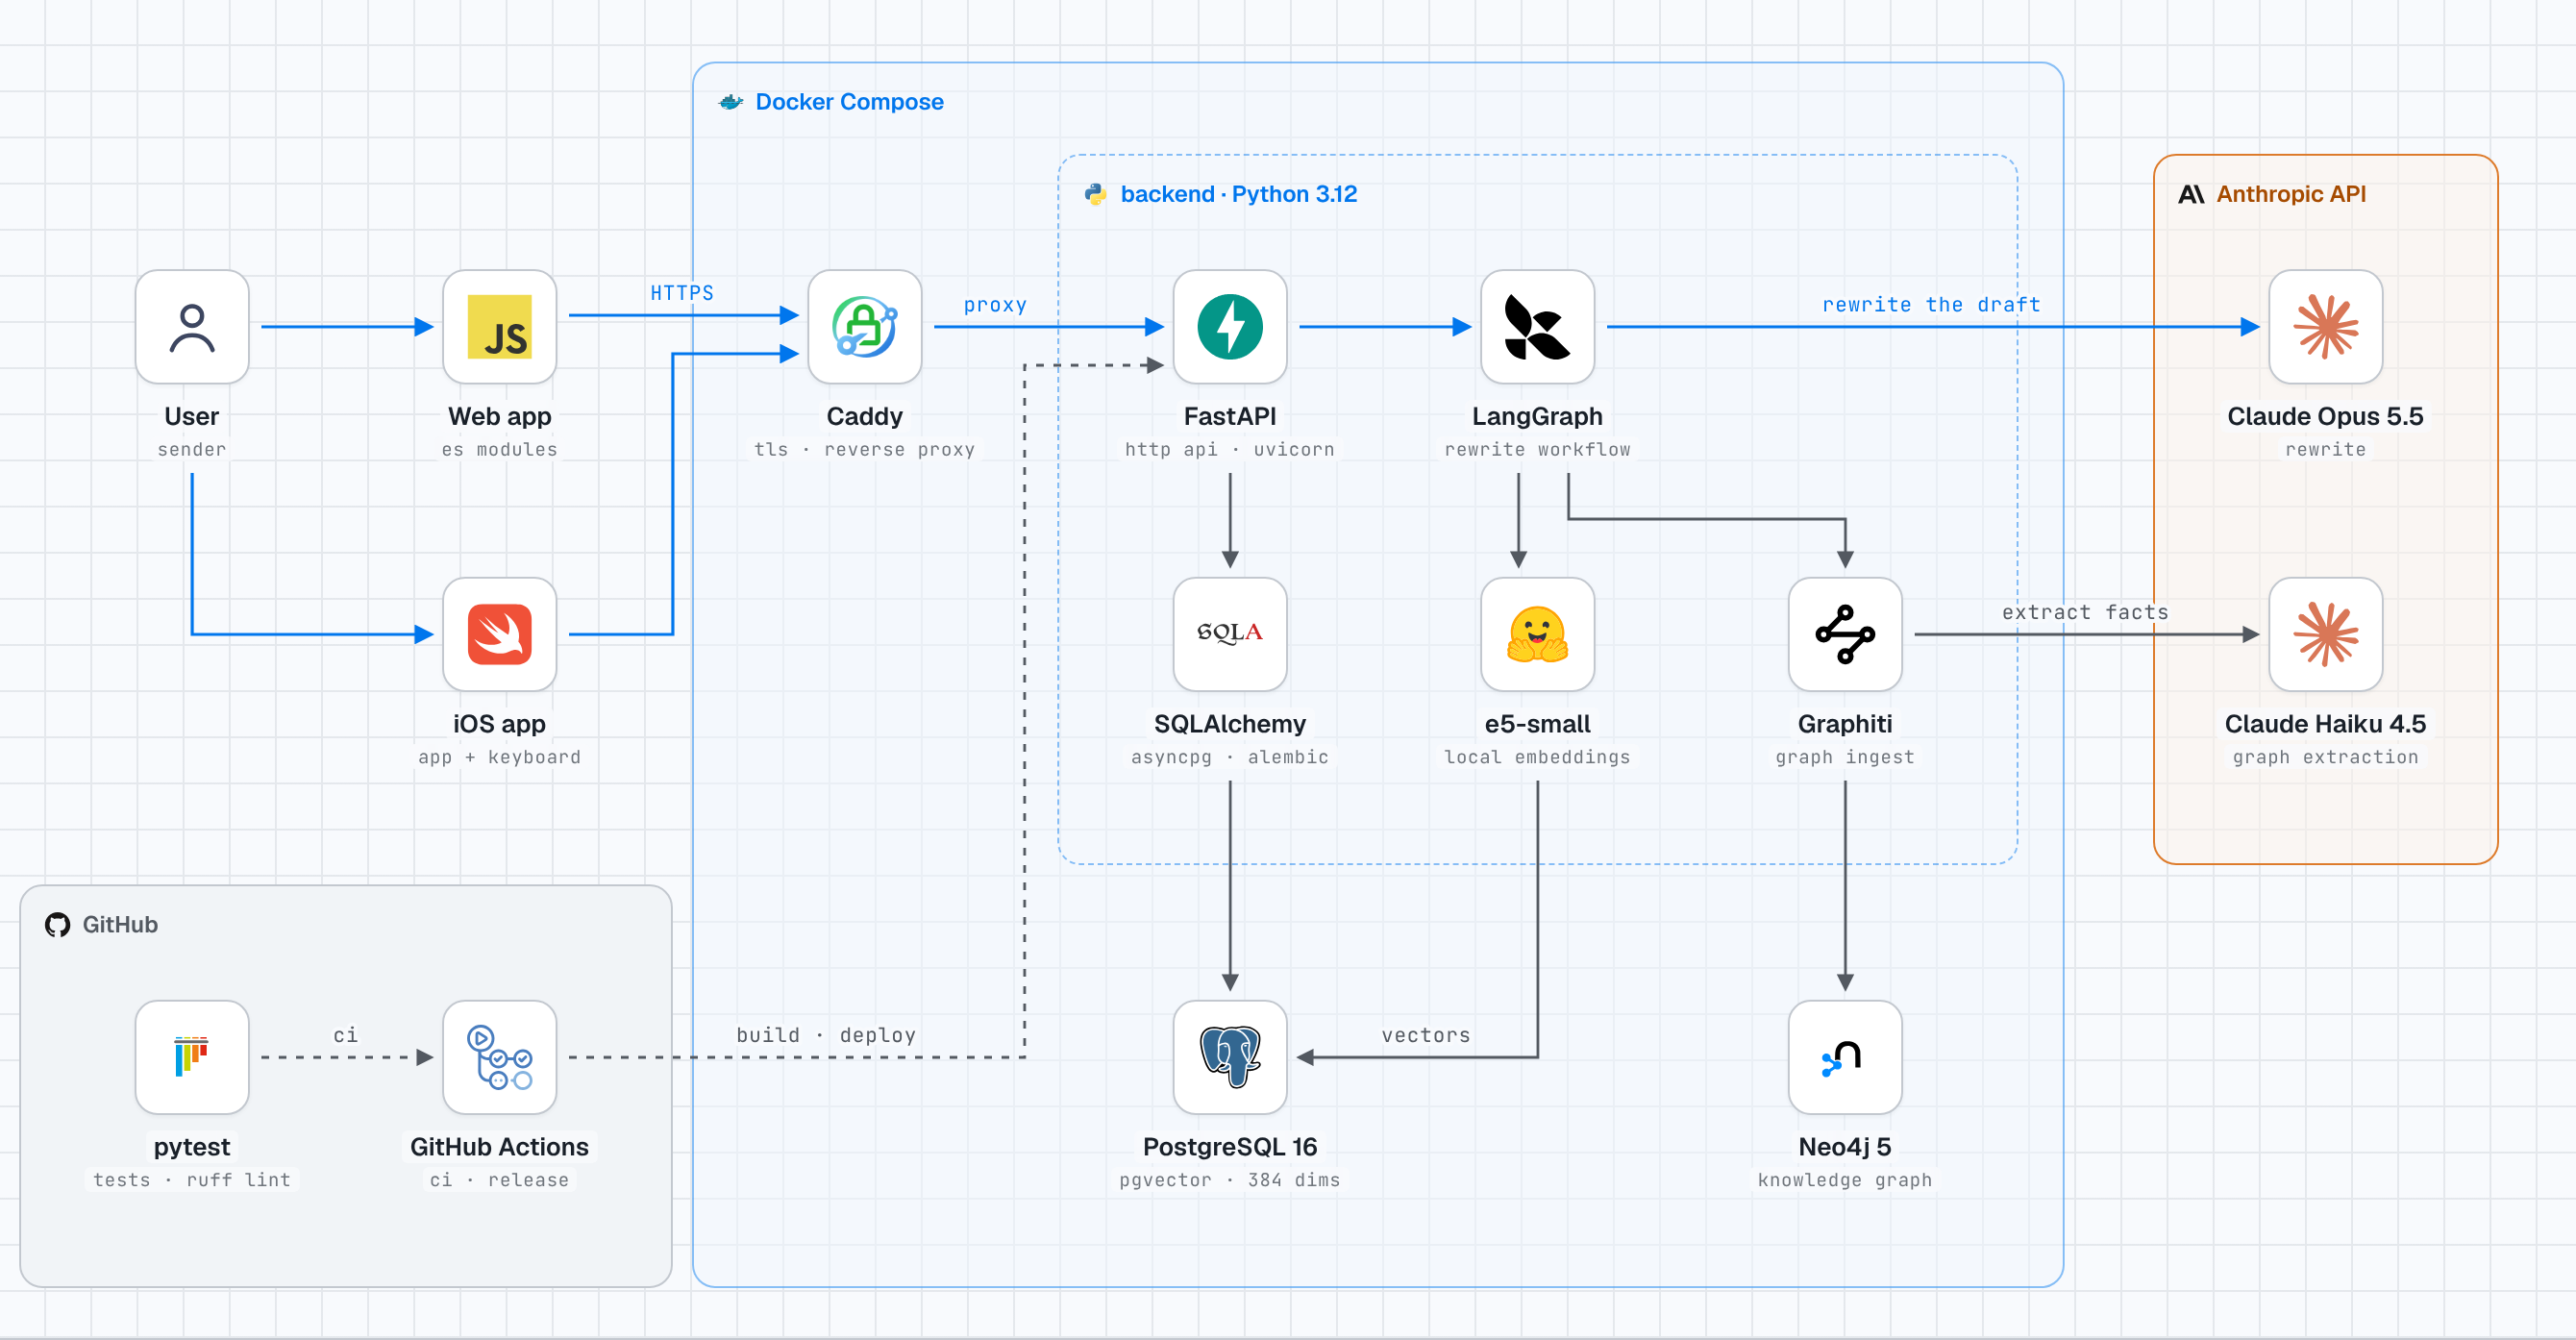 Docker Compose
backend · Python 3.12
Anthropic API
HTTPS
proxy
rewrite the draft
JS
User
sender
Web app
es modules
Caddy
tls · reverse proxy
FastAPI
http api · uvicorn
LangGraph
rewrite workflow
Claude Opus 5.5
rewrite
extract facts
SQLA
iOS app
app + keyboard
SQLAlchemy
asyncpg · alembic
e5-small
local embeddings
Graphiti
graph ingest
Claude Haiku 4.5
graph extraction
GitHub
ci
build · deploy
vectors
pytest
tests · ruff lint
GitHub Actions
ci · release
PostgreSQL 16
pgvector · 384 dims
Neo4j 5
knowledge graph